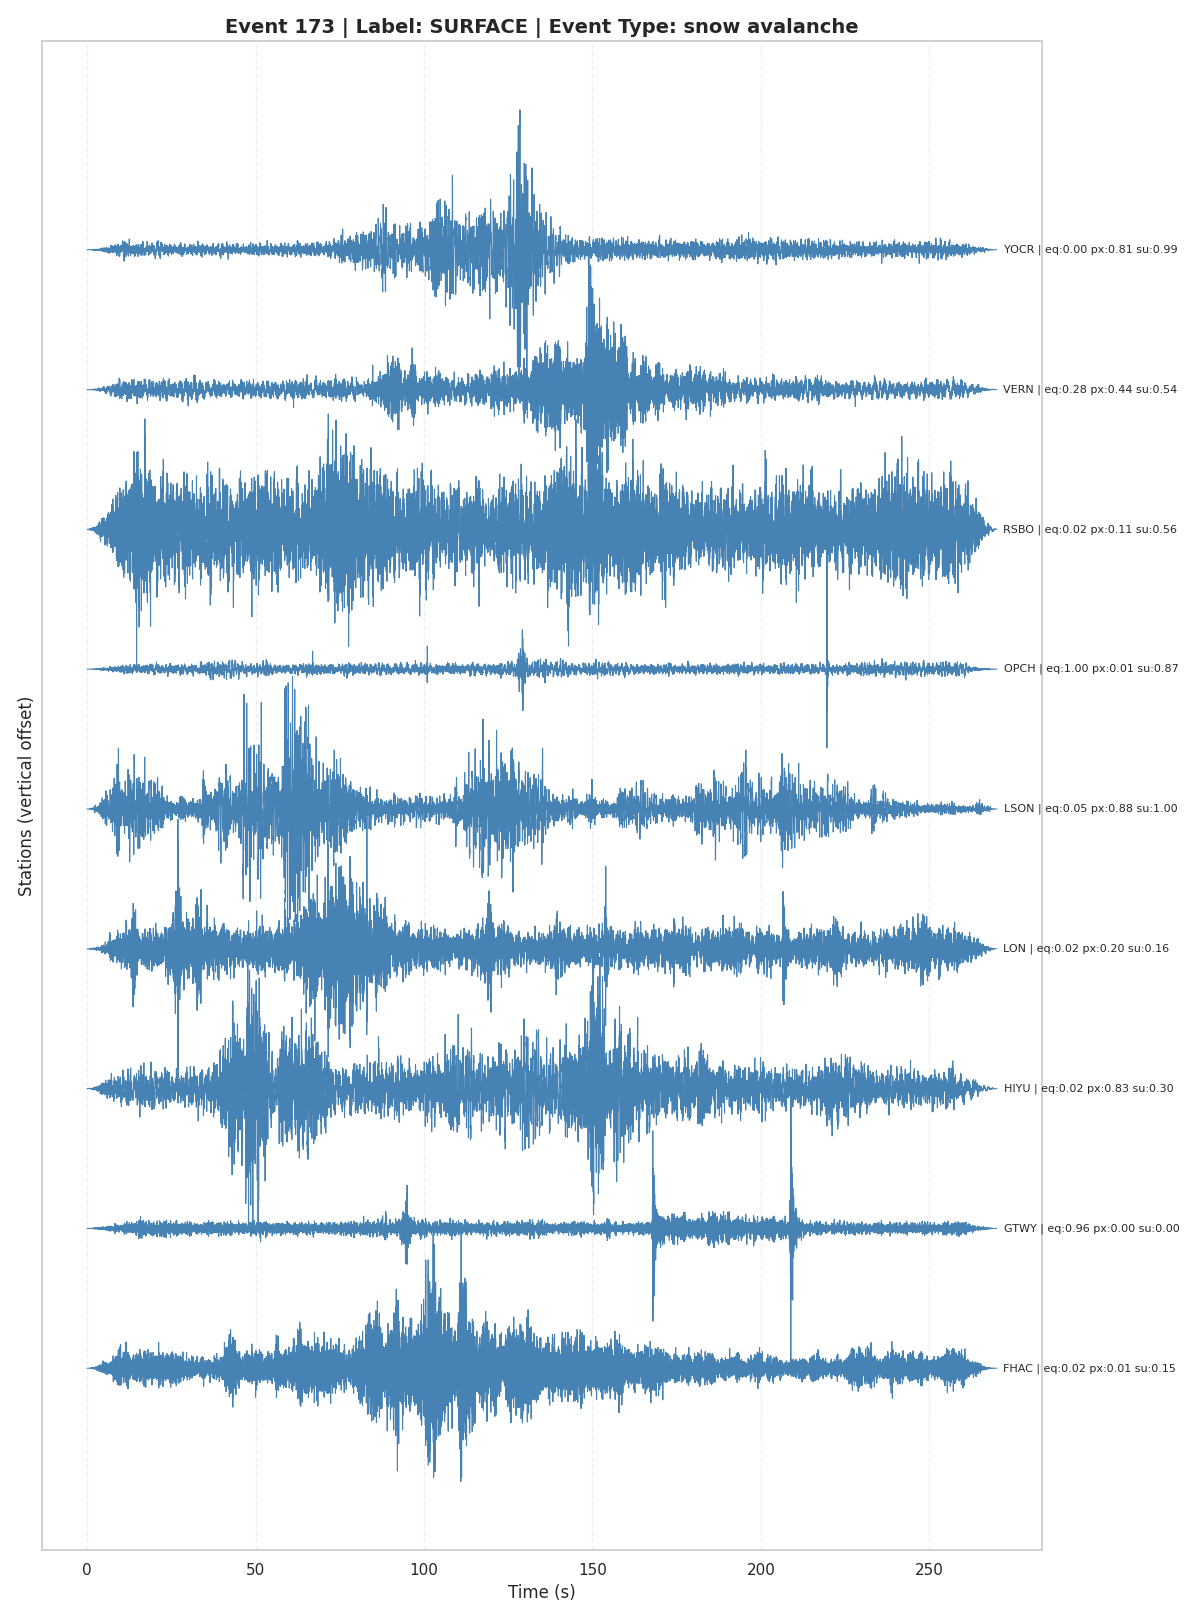 Event 173 | Label: SURFACE | Event Type: snow avalanche
YOCR | eq:0.00 px:0.81 su:0.99
VERN | eq:0.28 px:0.44 su:0.54
RSBO | eq:0.02 px:0.11 su:0.56
OPCH | eq:1.00 px:0.01 su:0.87
LSON | eq:0.05 px:0.88 su:1.00
LON | eq:0.02 px:0.20 su:0.16
HIYU | eq:0.02 px:0.83 su:0.30
GTWY | eq:0.96 px:0.00 su:0.00
FHAC | eq:0.02 px:0.01 su:0.15
Stations (vertical offset)
0 50 100 150 200 250
Time (s)